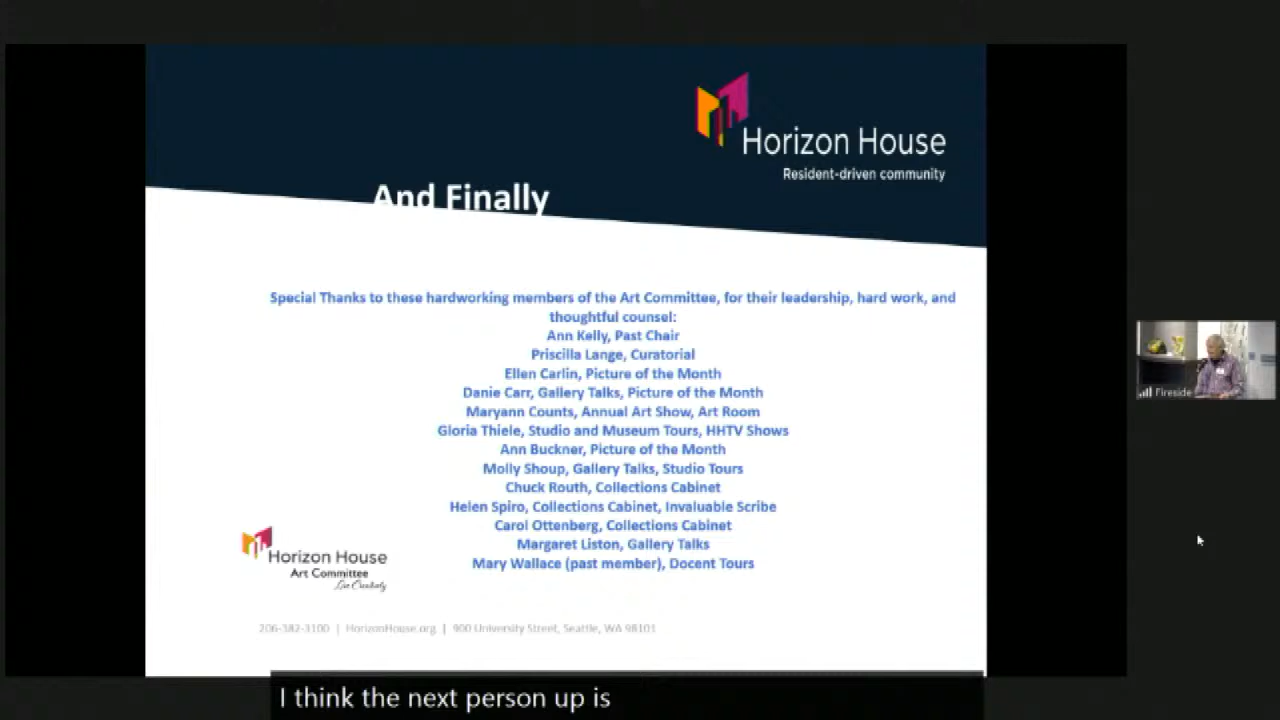 Horizon House
Resident-driven community
And Finally
Special Thanks to these hardworking members of the Art Committee, for their leadership, hard work, and
thoughtful counsel:
Ann Kelly, Past Chair
Priscilla Lange, Curatorial
Ellen Carlin, Picture of the Month
Danie Carr, Gallery Talks, Picture of the Month
Maryann Counts, Annual Art Show, Art Room
Gloria Thiele, Studio and Museum Tours, HHTV Shows
Ann Buckner, Picture of the Month
Molly Shoup, Gallery Talks, Studio Tours
Chuck Routh, Collections Cabinet
Helen Spiro, Collections Cabinet, Invaluable Scribe
Carol Ottenberg, Collections Cabinet
Margaret Liston, Gallery Talks
Mary Wallace (past member), Docent Tours
Horizon House
Art Committee
Live Creatively
206-382-3100 | HorizonHouse.org | 900 University Street, Seattle, WA 98101
Fireside
I think the next person up is